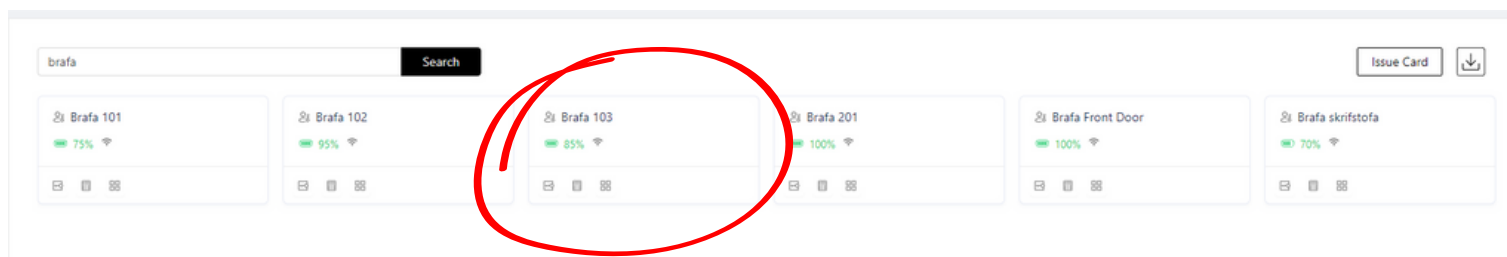 brafa
Search
Issue Card
Brafa 101
75%
Brafa 102
95%
Brafa 103
85%
Brafa 201
100%
Brafa Front Door
100%
Brafa skrifstofa
70%